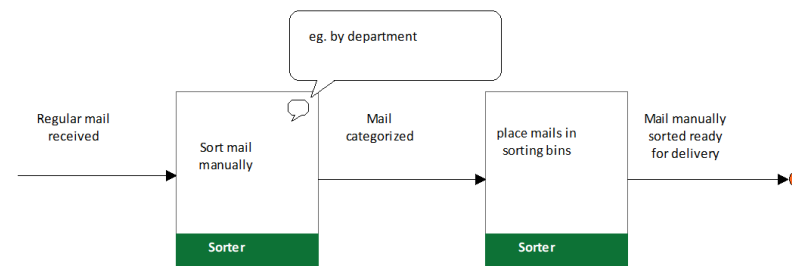 eg. by department
Regular mail
received
Sort mail
manually
Mail
categorized
place mails in
sorting bins
Mail manually
sorted ready
for delivery
Sorter
Sorter